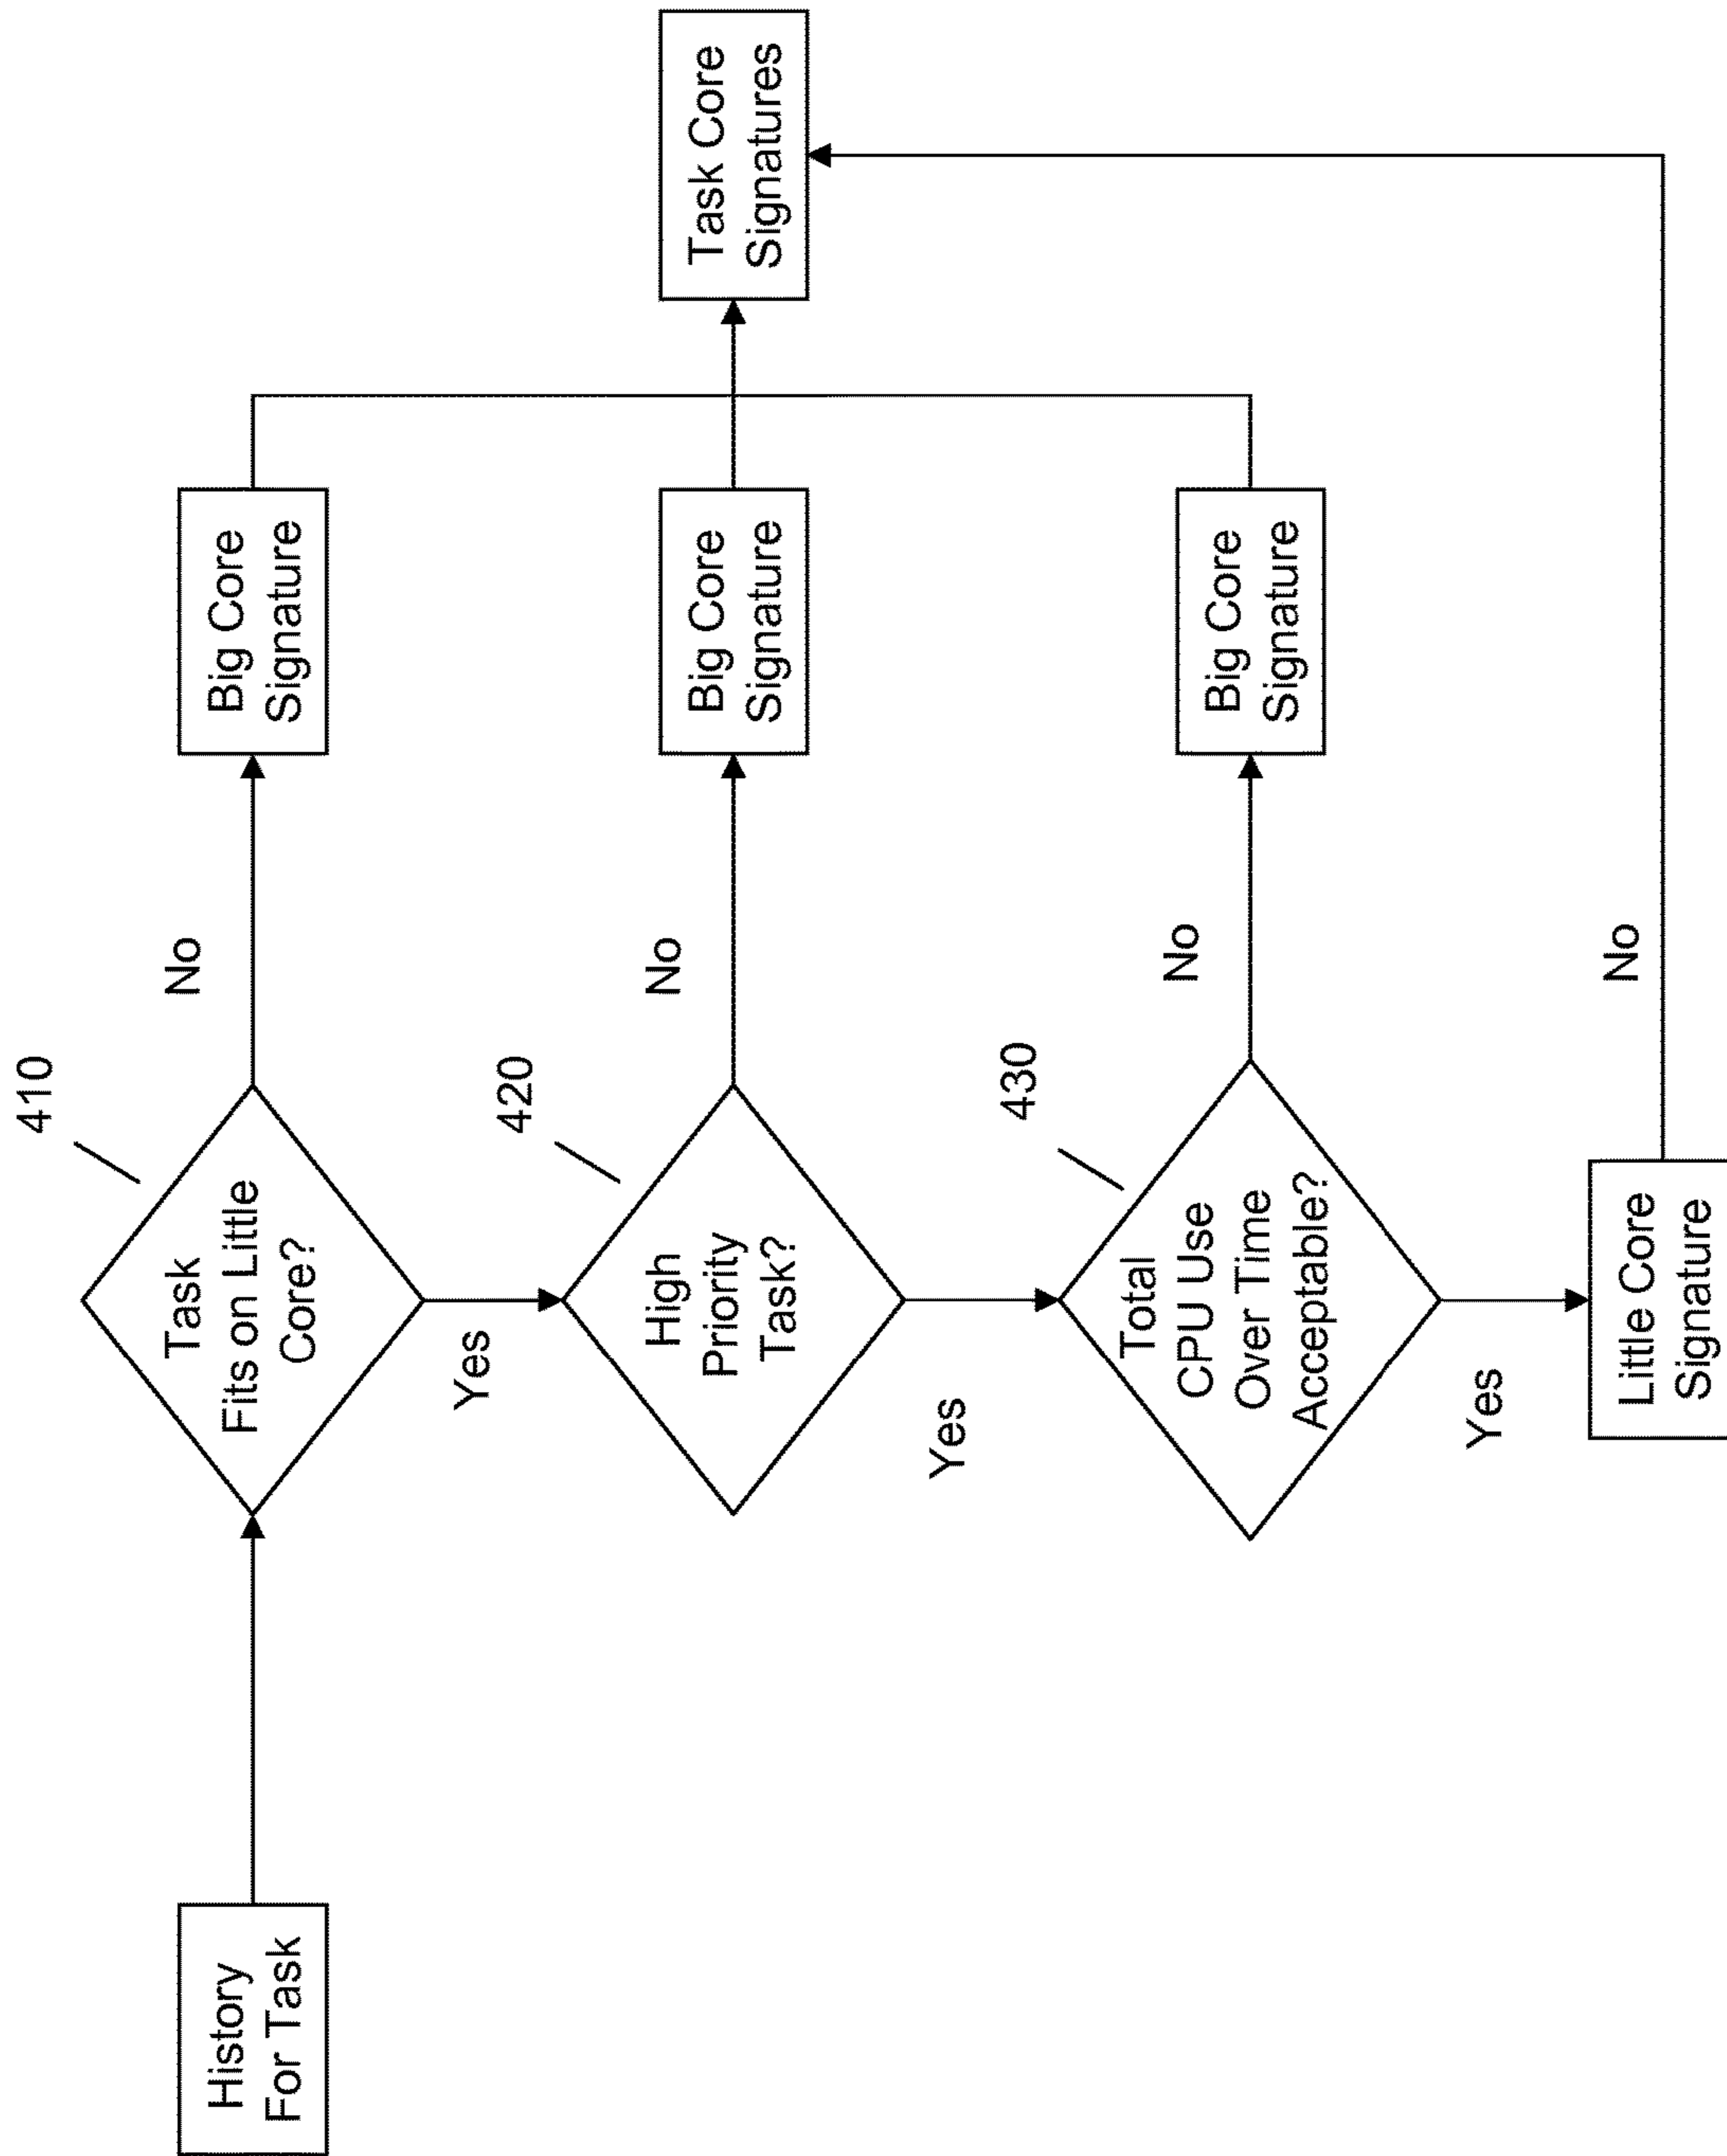 History
For Task
410
Task
Fits on Little
Core?
No
Big Core
Signature
Yes
420
High
Priority
Task?
No
Big Core
Signature
Task Core
Signatures
Yes
430
Total
CPU Use
Over Time
Acceptable?
No
Big Core
Signature
Yes
Little Core
Signature
No